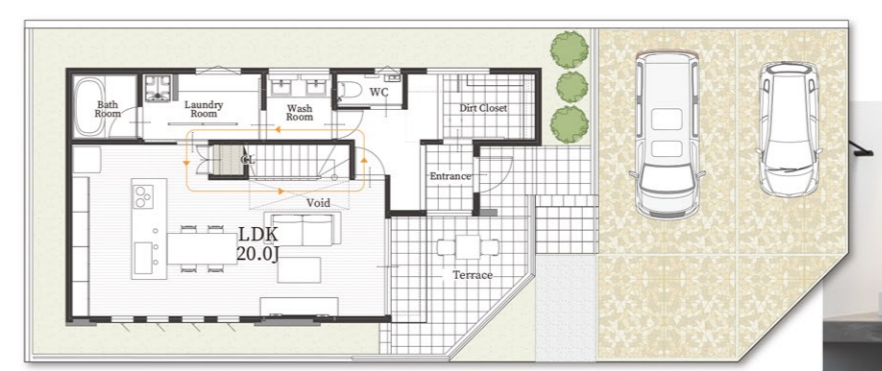 Bath
Room
Laundry
Room
Wash
Room
WC
Dirt Closet
CL
Entrance
Void
LDK
20.0J
Terrace